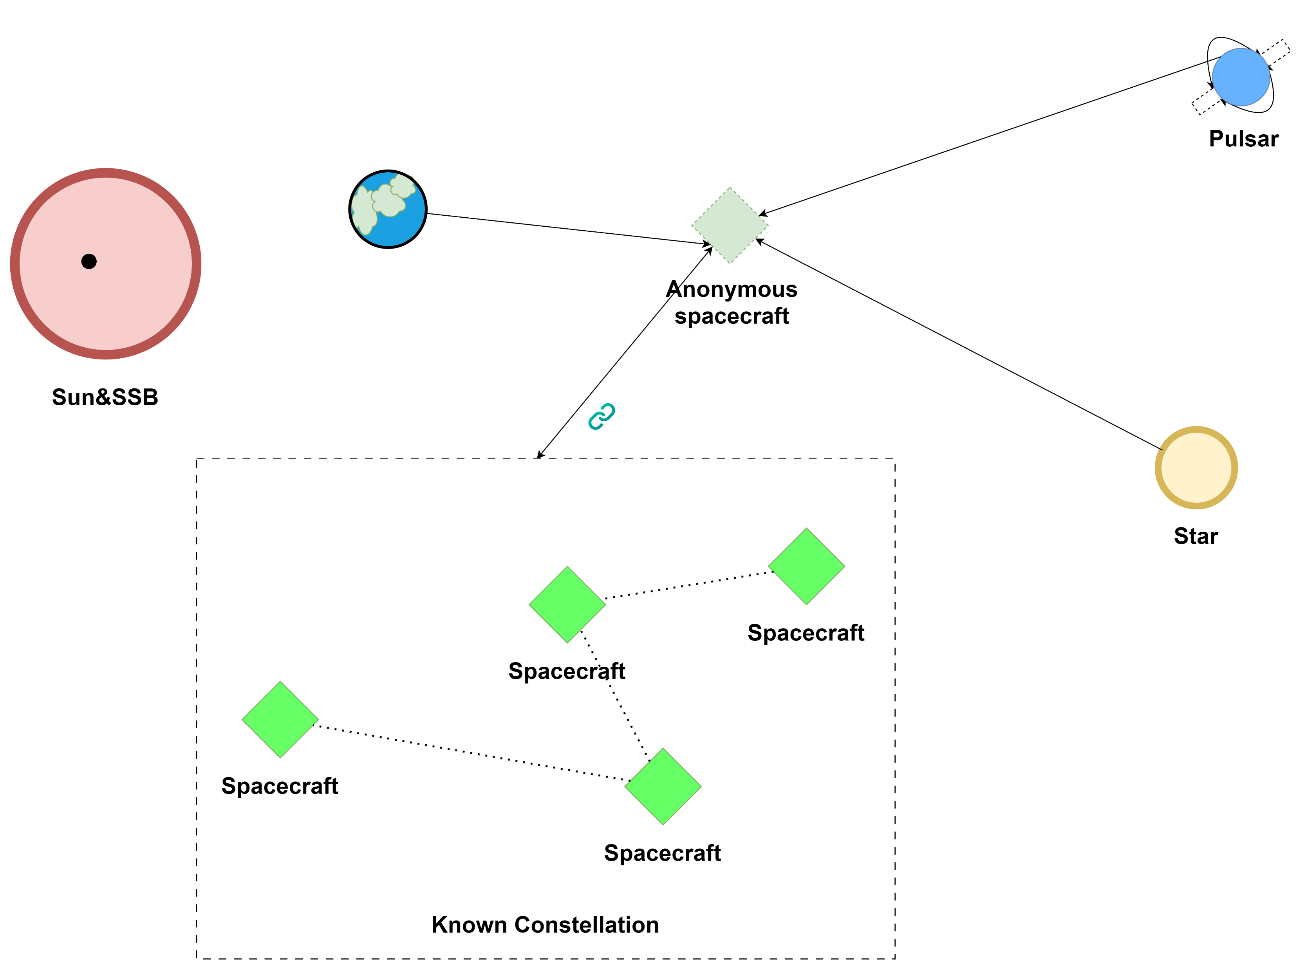 Pulsar
Anonymous
spacecraft
Sun&SSB
Star
Spacecraft
Spacecraft
Spacecraft
Spacecraft
Known Constellation